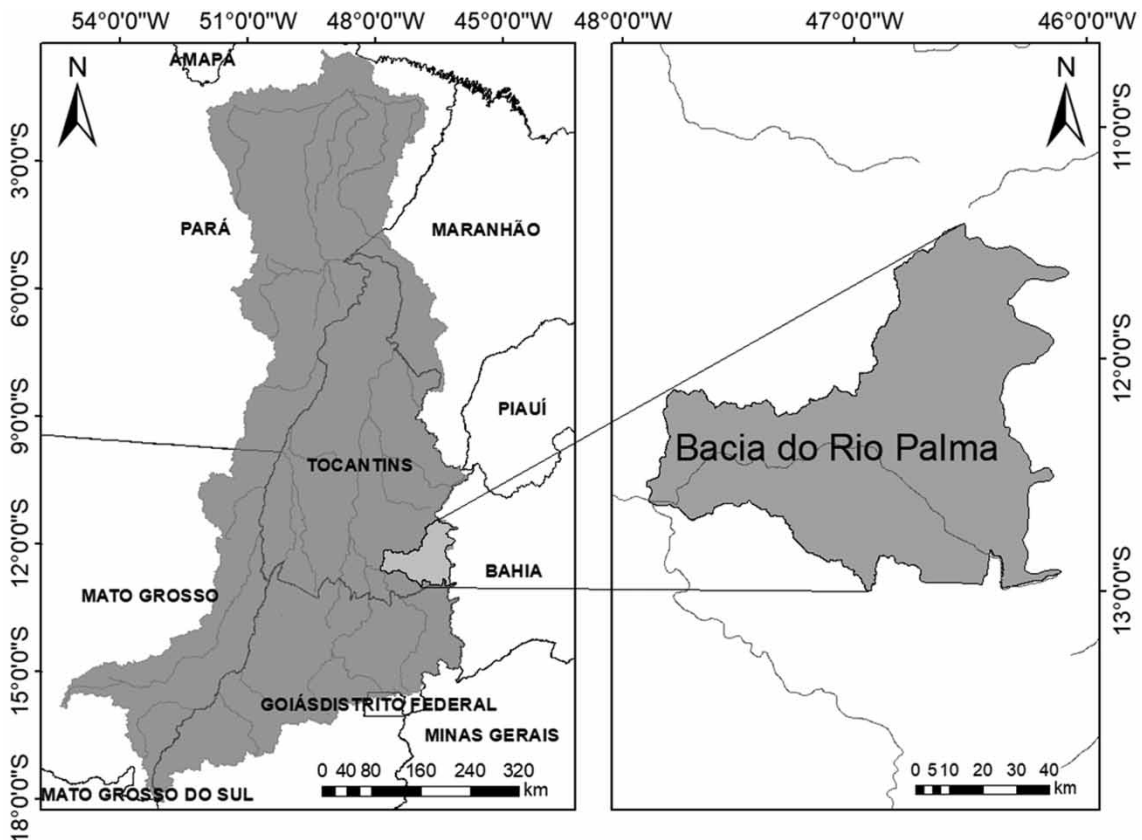 54°0'0"W 51°0'0"W 48°0'0"W 45°0'0"W
48°0'0"W 47°0'0"W 46°0'0"W
AMAPÁ
N
N
3°0'0"S
6°0'0"S
9°0'0"S
12°0'0"S
15°0'0"S
18°0'0"S
PARÁ
MARANHÃO
PIAUÍ
TOCANTINS
BAHIA
MATO GROSSO
GOIÁSDISTRITO FEDERAL
MINAS GERAIS
MATO GROSSO DO SUL
0 40 80 160 240 320
km
Bacia do Rio Palma
11°0'0"S
12°0'0"S
13°0'0"S
0 5 10 20 30 40
km